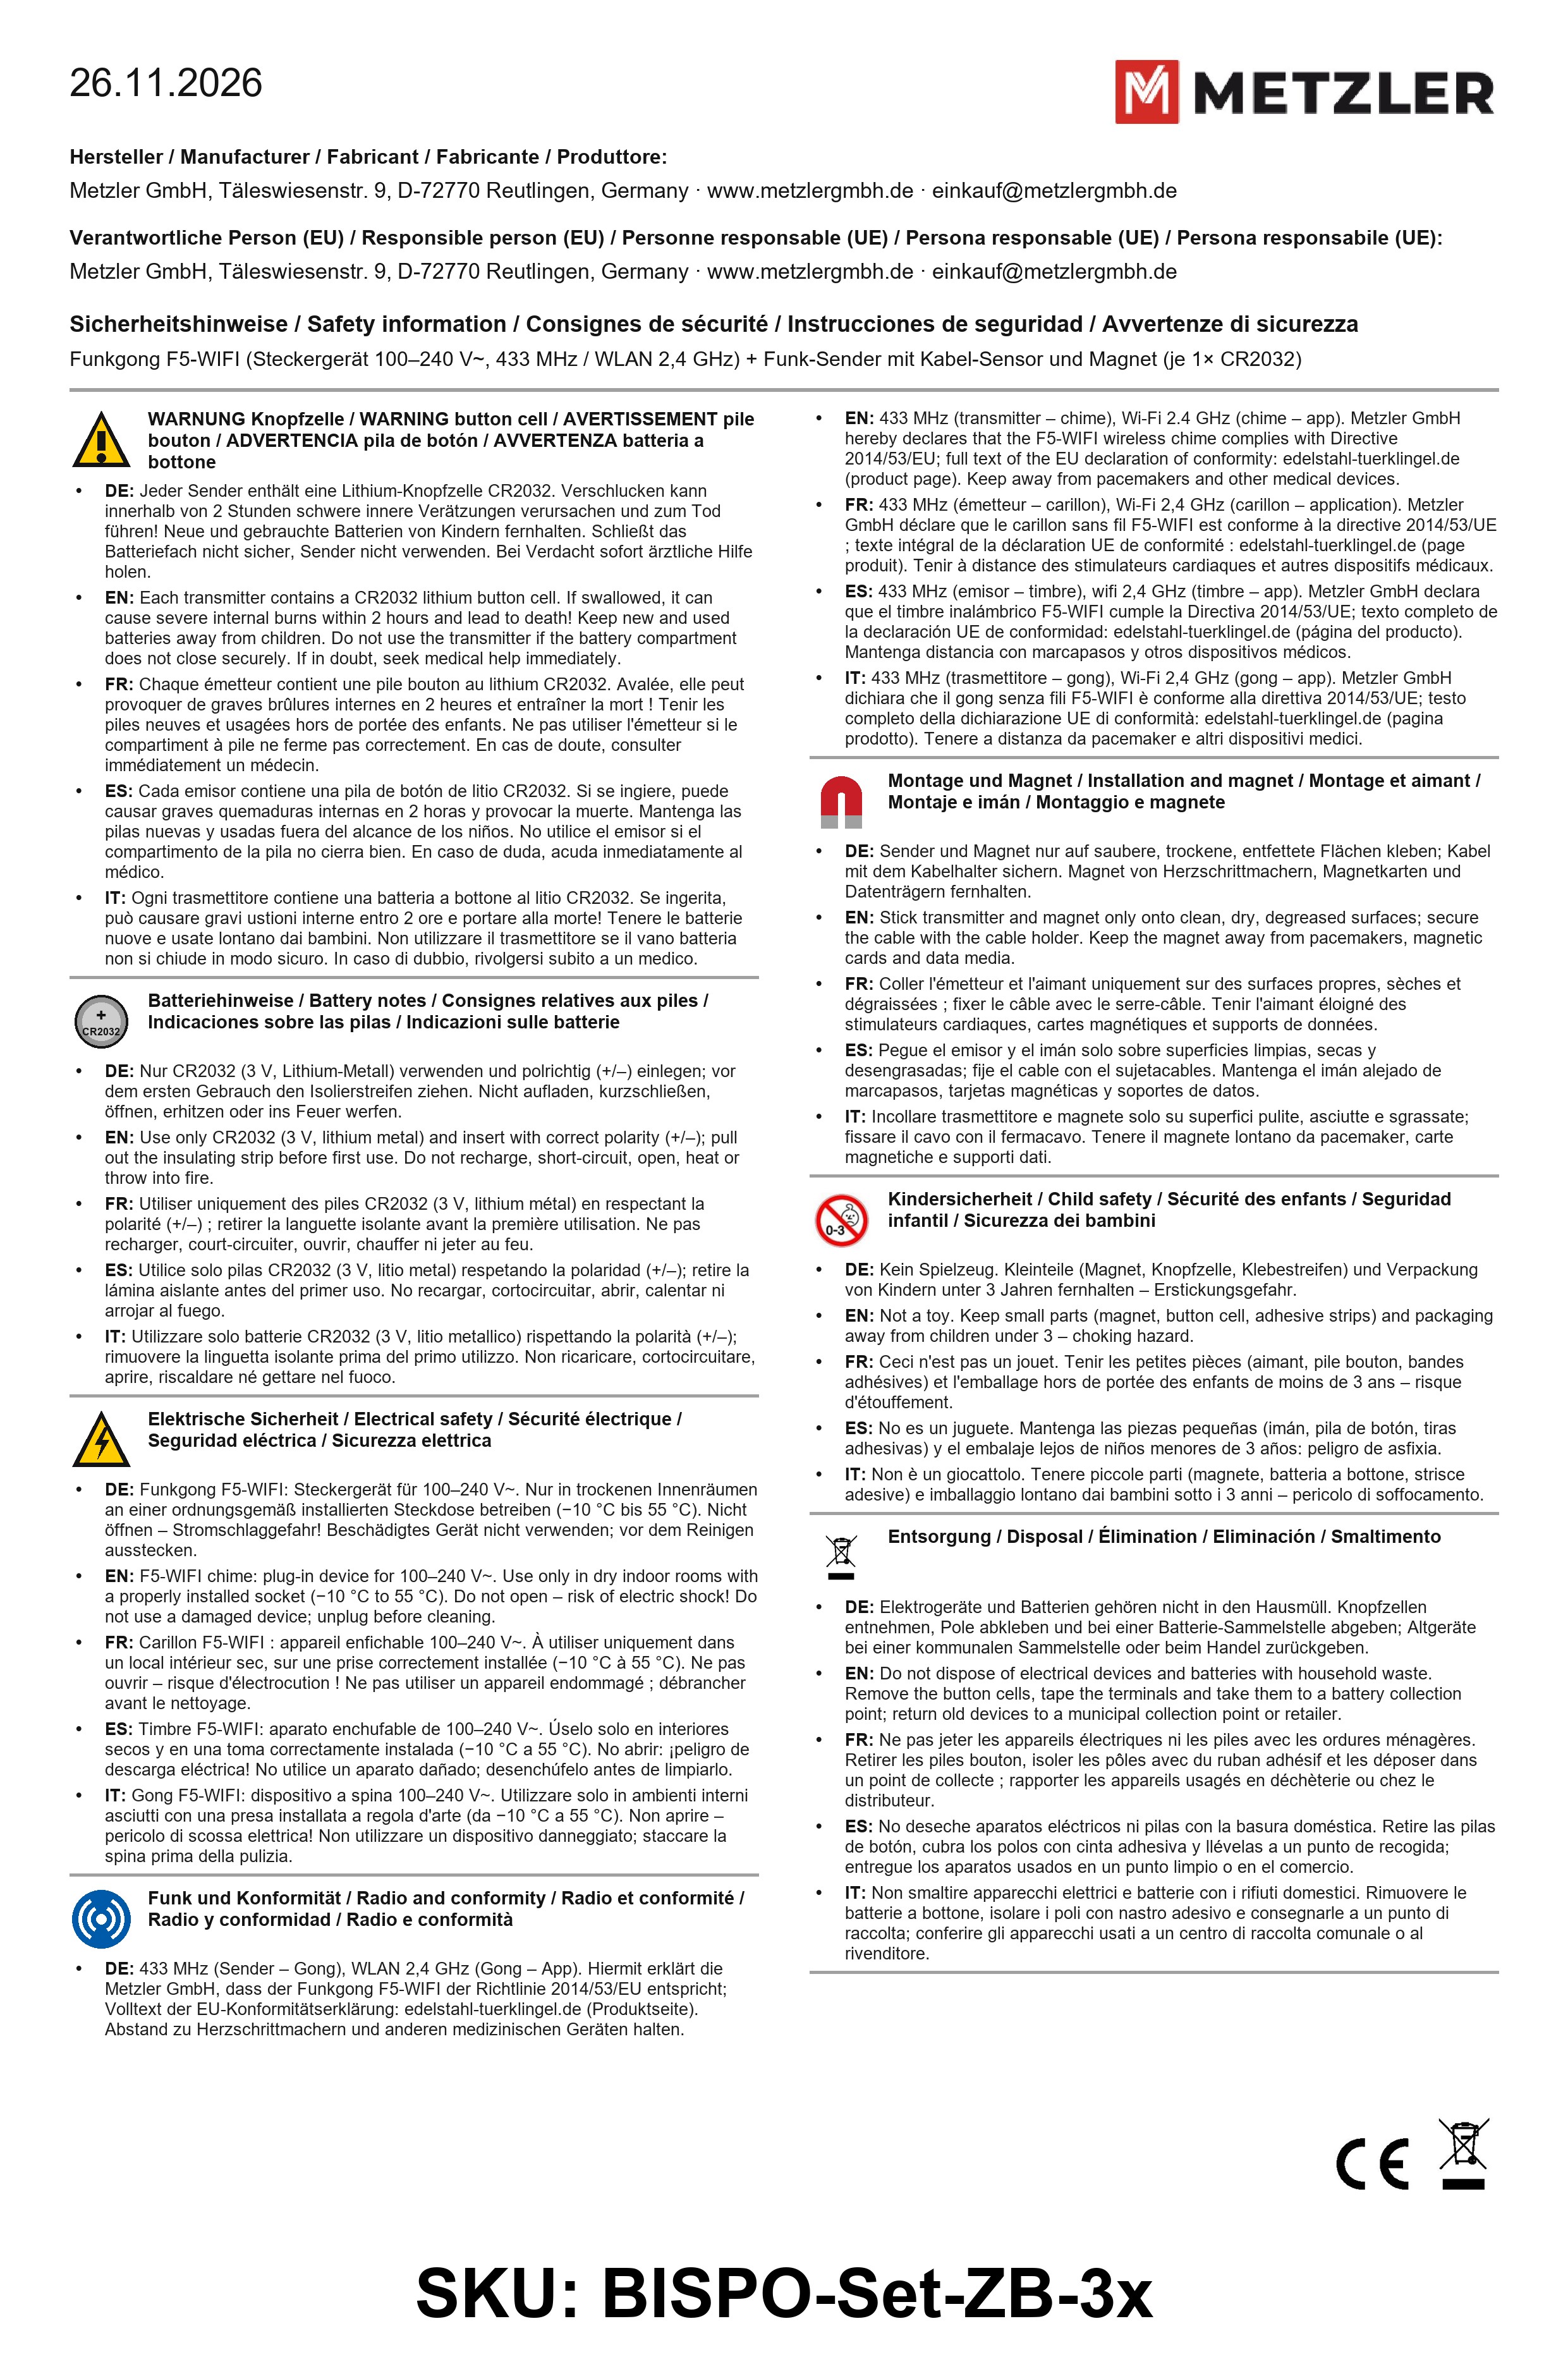 26.11.2026
METZLER
Hersteller / Manufacturer / Fabricant / Fabricante / Produttore:
Metzler GmbH, Täleswiesenstr. 9, D-72770 Reutlingen, Germany · www.metzlergmbh.de · einkauf@metzlergmbh.de
Verantwortliche Person (EU) / Responsible person (EU) / Personne responsable (UE) / Persona responsable (UE) / Persona responsabile (UE):
Metzler GmbH, Täleswiesenstr. 9, D-72770 Reutlingen, Germany · www.metzlergmbh.de · einkauf@metzlergmbh.de
Sicherheitshinweise / Safety information / Consignes de sécurité / Instrucciones de seguridad / Avvertenze di sicurezza
Funkgong F5-WIFI (Steckergerät 100–240 V~, 433 MHz / WLAN 2,4 GHz) + Funk-Sender mit Kabel-Sensor und Magnet (je 1× CR2032)
WARNUNG Knopfzelle / WARNING button cell / AVERTISSEMENT pile
bouton / ADVERTENCIA pila de botón / AVVERTENZA batteria a
bottone
• DE: Jeder Sender enthält eine Lithium-Knopfzelle CR2032. Verschlucken kann
innerhalb von 2 Stunden schwere innere Verätzungen verursachen und zum Tod
führen! Neue und gebrauchte Batterien von Kindern fernhalten. Schließt das
Batteriefach nicht sicher, Sender nicht verwenden. Bei Verdacht sofort ärztliche Hilfe
holen.
• EN: Each transmitter contains a CR2032 lithium button cell. If swallowed, it can
cause severe internal burns within 2 hours and lead to death! Keep new and used
batteries away from children. Do not use the transmitter if the battery compartment
does not close securely. If in doubt, seek medical help immediately.
• FR: Chaque émetteur contient une pile bouton au lithium CR2032. Avalée, elle peut
provoquer de graves brûlures internes en 2 heures et entraîner la mort ! Tenir les
piles neuves et usagées hors de portée des enfants. Ne pas utiliser l'émetteur si le
compartiment à pile ne ferme pas correctement. En cas de doute, consulter
immédiatement un médecin.
• ES: Cada emisor contiene una pila de botón de litio CR2032. Si se ingiere, puede
causar graves quemaduras internas en 2 horas y provocar la muerte. Mantenga las
pilas nuevas y usadas fuera del alcance de los niños. No utilice el emisor si el
compartimento de la pila no cierra bien. En caso de duda, acuda inmediatamente al
médico.
• IT: Ogni trasmettitore contiene una batteria a bottone al litio CR2032. Se ingerita,
può causare gravi ustioni interne entro 2 ore e portare alla morte! Tenere le batterie
nuove e usate lontano dai bambini. Non utilizzare il trasmettitore se il vano batteria
non si chiude in modo sicuro. In caso di dubbio, rivolgersi subito a un medico.
+
CR2032
Batteriehinweise / Battery notes / Consignes relatives aux piles /
Indicaciones sobre las pilas / Indicazioni sulle batterie
• DE: Nur CR2032 (3 V, Lithium-Metall) verwenden und polrichtig (+/–) einlegen; vor
dem ersten Gebrauch den Isolierstreifen ziehen. Nicht aufladen, kurzschließen,
öffnen, erhitzen oder ins Feuer werfen.
• EN: Use only CR2032 (3 V, lithium metal) and insert with correct polarity (+/–); pull
out the insulating strip before first use. Do not recharge, short-circuit, open, heat or
throw into fire.
• FR: Utiliser uniquement des piles CR2032 (3 V, lithium métal) en respectant la
polarité (+/–) ; retirer la languette isolante avant la première utilisation. Ne pas
recharger, court-circuiter, ouvrir, chauffer ni jeter au feu.
• ES: Utilice solo pilas CR2032 (3 V, litio metal) respetando la polaridad (+/–); retire la
lámina aislante antes del primer uso. No recargar, cortocircuitar, abrir, calentar ni
arrojar al fuego.
• IT: Utilizzare solo batterie CR2032 (3 V, litio metallico) rispettando la polarità (+/–);
rimuovere la linguetta isolante prima del primo utilizzo. Non ricaricare, cortocircuitare,
aprire, riscaldare né gettare nel fuoco.
Elektrische Sicherheit / Electrical safety / Sécurité électrique /
Seguridad eléctrica / Sicurezza elettrica
• DE: Funkgong F5-WIFI: Steckergerät für 100–240 V~. Nur in trockenen Innenräumen
an einer ordnungsgemäß installierten Steckdose betreiben (−10 °C bis 55 °C). Nicht
öffnen – Stromschlaggefahr! Beschädigtes Gerät nicht verwenden; vor dem Reinigen
ausstecken.
• EN: F5-WIFI chime: plug-in device for 100–240 V~. Use only in dry indoor rooms with
a properly installed socket (−10 °C to 55 °C). Do not open – risk of electric shock! Do
not use a damaged device; unplug before cleaning.
• FR: Carillon F5-WIFI : appareil enfichable 100–240 V~. À utiliser uniquement dans
un local intérieur sec, sur une prise correctement installée (−10 °C à 55 °C). Ne pas
ouvrir – risque d'électrocution ! Ne pas utiliser un appareil endommagé ; débrancher
avant le nettoyage.
• ES: Timbre F5-WIFI: aparato enchufable de 100–240 V~. Úselo solo en interiores
secos y en una toma correctamente instalada (−10 °C a 55 °C). No abrir: ¡peligro de
descarga eléctrica! No utilice un aparato dañado; desenchúfelo antes de limpiarlo.
• IT: Gong F5-WIFI: dispositivo a spina 100–240 V~. Utilizzare solo in ambienti interni
asciutti con una presa installata a regola d'arte (da −10 °C a 55 °C). Non aprire –
pericolo di scossa elettrica! Non utilizzare un dispositivo danneggiato; staccare la
spina prima della pulizia.
Funk und Konformität / Radio and conformity / Radio et conformité /
Radio y conformidad / Radio e conformità
• DE: 433 MHz (Sender – Gong), WLAN 2,4 GHz (Gong – App). Hiermit erklärt die
Metzler GmbH, dass der Funkgong F5-WIFI der Richtlinie 2014/53/EU entspricht;
Volltext der EU-Konformitätserklärung: edelstahl-tuerklingel.de (Produktseite).
Abstand zu Herzschrittmachern und anderen medizinischen Geräten halten.
• EN: 433 MHz (transmitter – chime), Wi-Fi 2.4 GHz (chime – app). Metzler GmbH
hereby declares that the F5-WIFI wireless chime complies with Directive
2014/53/EU; full text of the EU declaration of conformity: edelstahl-tuerklingel.de
(product page). Keep away from pacemakers and other medical devices.
• FR: 433 MHz (émetteur – carillon), Wi-Fi 2,4 GHz (carillon – application). Metzler
GmbH déclare que le carillon sans fil F5-WIFI est conforme à la directive 2014/53/UE
; texte intégral de la déclaration UE de conformité : edelstahl-tuerklingel.de (page
produit). Tenir à distance des stimulateurs cardiaques et autres dispositifs médicaux.
• ES: 433 MHz (emisor – timbre), wifi 2,4 GHz (timbre – app). Metzler GmbH declara
que el timbre inalámbrico F5-WIFI cumple la Directiva 2014/53/UE; texto completo de
la declaración UE de conformidad: edelstahl-tuerklingel.de (página del producto).
Mantenga distancia con marcapasos y otros dispositivos médicos.
• IT: 433 MHz (trasmettitore – gong), Wi-Fi 2,4 GHz (gong – app). Metzler GmbH
dichiara che il gong senza fili F5-WIFI è conforme alla direttiva 2014/53/UE; testo
completo della dichiarazione UE di conformità: edelstahl-tuerklingel.de (pagina
prodotto). Tenere a distanza da pacemaker e altri dispositivi medici.
Montage und Magnet / Installation and magnet / Montage et aimant /
Montaje e imán / Montaggio e magnete
• DE: Sender und Magnet nur auf saubere, trockene, entfettete Flächen kleben; Kabel
mit dem Kabelhalter sichern. Magnet von Herzschrittmachern, Magnetkarten und
Datenträgern fernhalten.
• EN: Stick transmitter and magnet only onto clean, dry, degreased surfaces; secure
the cable with the cable holder. Keep the magnet away from pacemakers, magnetic
cards and data media.
• FR: Coller l'émetteur et l'aimant uniquement sur des surfaces propres, sèches et
dégraissées ; fixer le câble avec le serre-câble. Tenir l'aimant éloigné des
stimulateurs cardiaques, cartes magnétiques et supports de données.
• ES: Pegue el emisor y el imán solo sobre superficies limpias, secas y
desengrasadas; fije el cable con el sujetacables. Mantenga el imán alejado de
marcapasos, tarjetas magnéticas y soportes de datos.
• IT: Incollare trasmettitore e magnete solo su superfici pulite, asciutte e sgrassate;
fissare il cavo con il fermacavo. Tenere il magnete lontano da pacemaker, carte
magnetiche e supporti dati.
0-3
Kindersicherheit / Child safety / Sécurité des enfants / Seguridad
infantil / Sicurezza dei bambini
• DE: Kein Spielzeug. Kleinteile (Magnet, Knopfzelle, Klebestreifen) und Verpackung
von Kindern unter 3 Jahren fernhalten – Erstickungsgefahr.
• EN: Not a toy. Keep small parts (magnet, button cell, adhesive strips) and packaging
away from children under 3 – choking hazard.
• FR: Ceci n'est pas un jouet. Tenir les petites pièces (aimant, pile bouton, bandes
adhésives) et l'emballage hors de portée des enfants de moins de 3 ans – risque
d'étouffement.
• ES: No es un juguete. Mantenga las piezas pequeñas (imán, pila de botón, tiras
adhesivas) y el embalaje lejos de niños menores de 3 años: peligro de asfixia.
• IT: Non è un giocattolo. Tenere piccole parti (magnete, batteria a bottone, strisce
adesive) e imballaggio lontano dai bambini sotto i 3 anni – pericolo di soffocamento.
Entsorgung / Disposal / Élimination / Eliminación / Smaltimento
• DE: Elektrogeräte und Batterien gehören nicht in den Hausmüll. Knopfzellen
entnehmen, Pole abkleben und bei einer Batterie-Sammelstelle abgeben; Altgeräte
bei einer kommunalen Sammelstelle oder beim Handel zurückgeben.
• EN: Do not dispose of electrical devices and batteries with household waste.
Remove the button cells, tape the terminals and take them to a battery collection
point; return old devices to a municipal collection point or retailer.
• FR: Ne pas jeter les appareils électriques ni les piles avec les ordures ménagères.
Retirer les piles bouton, isoler les pôles avec du ruban adhésif et les déposer dans
un point de collecte ; rapporter les appareils usagés en déchèterie ou chez le
distributeur.
• ES: No deseche aparatos eléctricos ni pilas con la basura doméstica. Retire las pilas
de botón, cubra los polos con cinta adhesiva y llévelas a un punto de recogida;
entregue los aparatos usados en un punto limpio o en el comercio.
• IT: Non smaltire apparecchi elettrici e batterie con i rifiuti domestici. Rimuovere le
batterie a bottone, isolare i poli con nastro adesivo e consegnarle a un punto di
raccolta; conferire gli apparecchi usati a un centro di raccolta comunale o al
rivenditore.
CE
SKU: BISPO-Set-ZB-3x